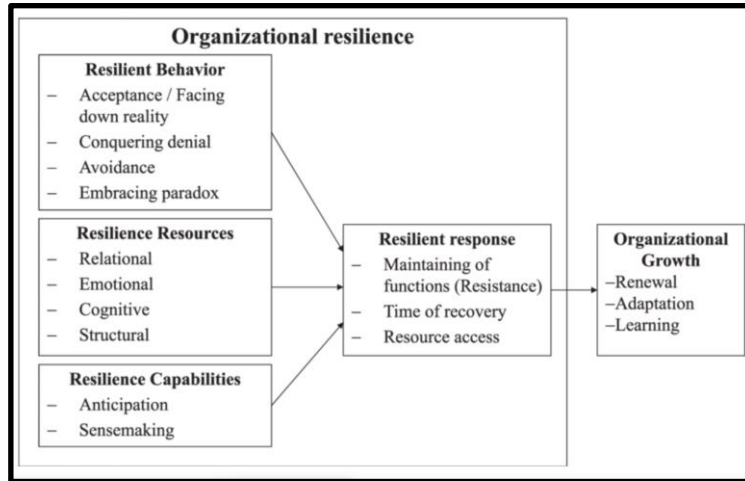 Organizational resilience
Resilient Behavior
– Acceptance / Facing
down reality
– Conquering denial
– Avoidance
– Embracing paradox
Resilience Resources
– Relational
– Emotional
– Cognitive
– Structural
Resilience Capabilities
– Anticipation
– Sensemaking
Resilient response
– Maintaining of
functions (Resistance)
– Time of recovery
– Resource access
Organizational
Growth
–Renewal
–Adaptation
–Learning